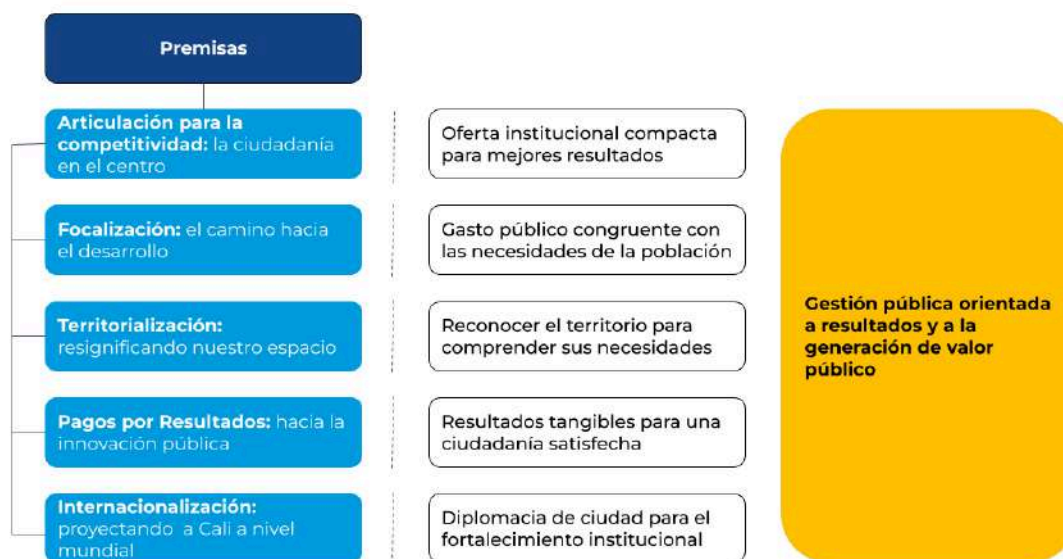 Premisas
Articulación para la
competitividad: la ciudadanía
en el centro
Oferta institucional compacta
para mejores resultados
Focalización: el camino hacia
el desarrollo
Gasto público congruente con
las necesidades de la población
Territorialización:
resignificando nuestro espacio
Reconocer el territorio para
comprender sus necesidades
Pagos por Resultados: hacia la
innovación pública
Resultados tangibles para una
ciudadanía satisfecha
Internacionalización:
proyectando a Cali a nivel
mundial
Diplomacia de ciudad para el
fortalecimiento institucional
Gestión pública orientada
a resultados y a la
generación de valor
público